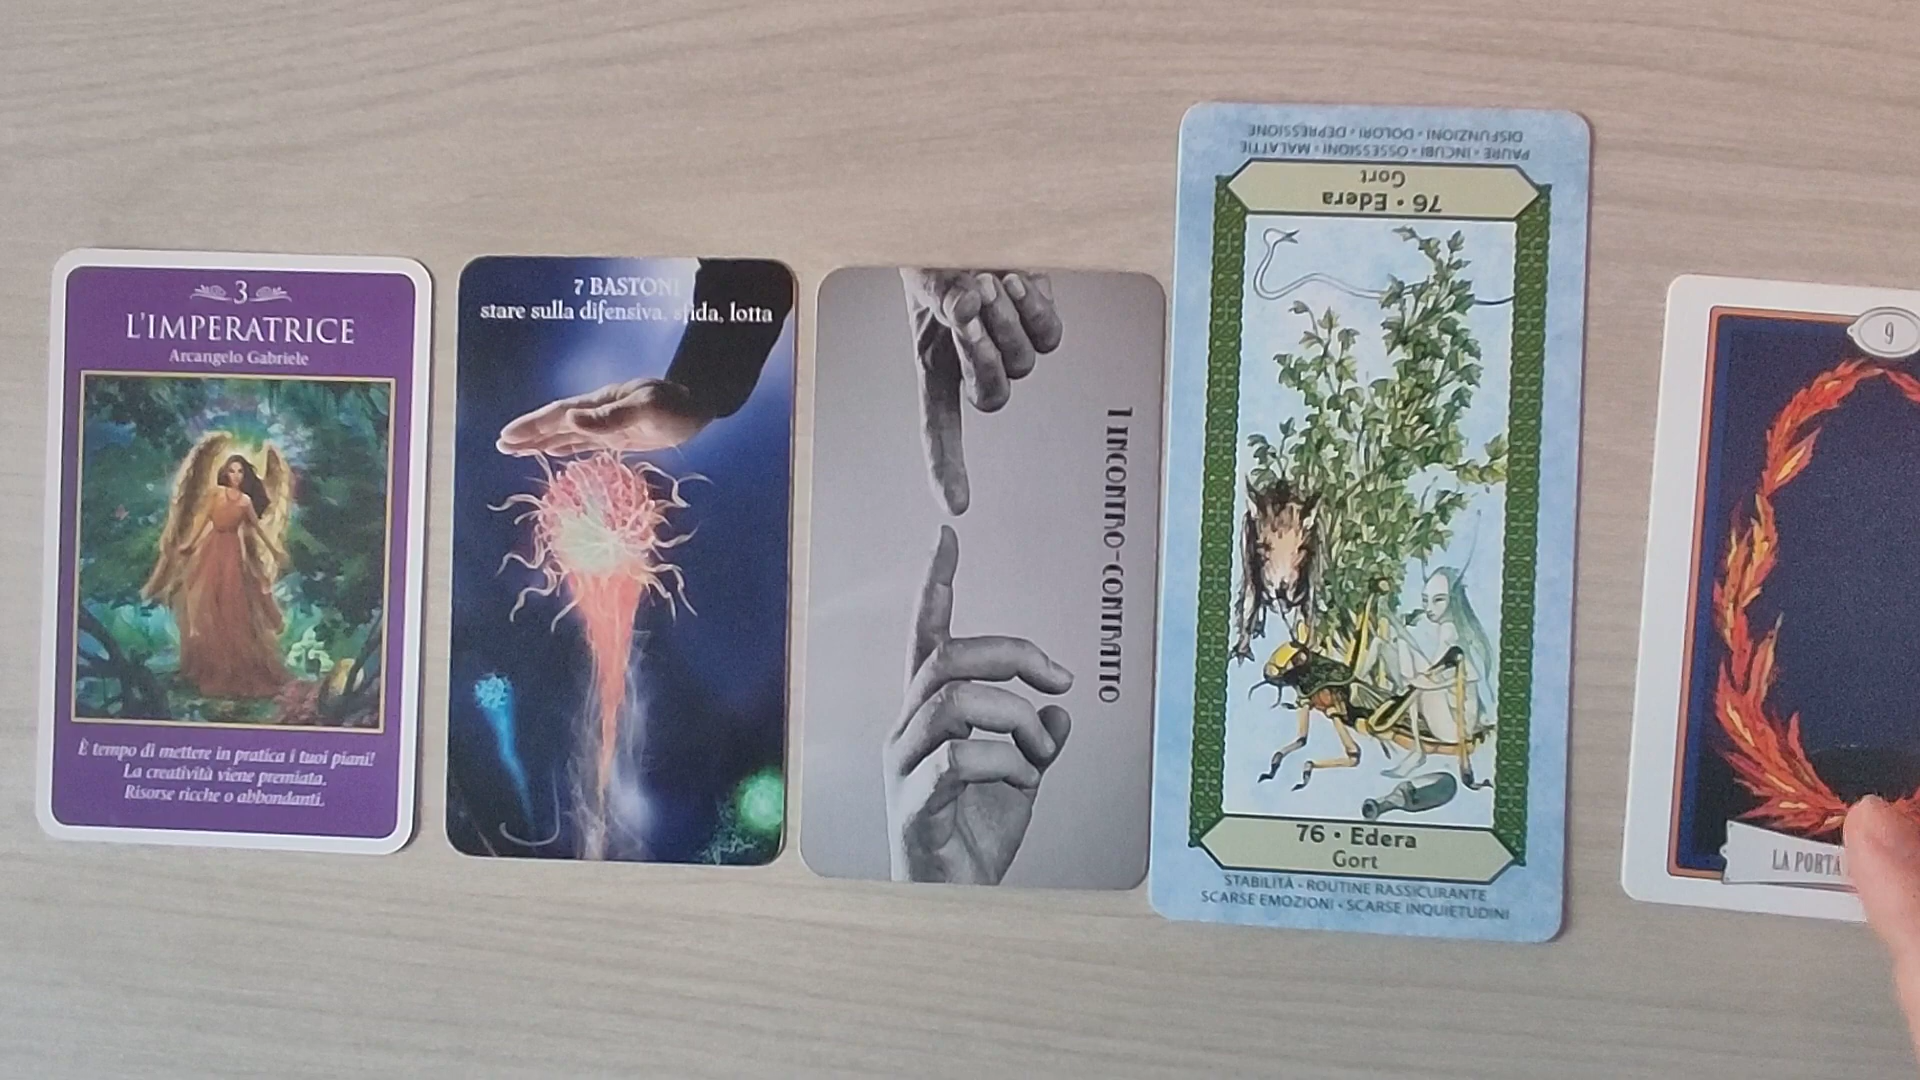 3
L'IMPERATRICE
Arcangelo Gabriele
È tempo di mettere in pratica i tuoi piani!
La creatività viene premiata.
Risorse ricche o abbondanti.
7 BASTONI
stare sulla difensiva, sfida, lotta
1 INCONTRO-CONTRATTO
PAURE • INCUBI • OSSESSIONI • MALATTIE
DISFUNZIONI • DOLORI • DEPRESSIONE
76 • Edera
Gort
76 • Edera
Gort
STABILITÀ • ROUTINE RASSICURANTE
SCARSE EMOZIONI • SCARSE INQUIETUDINI
9
LA PORTA